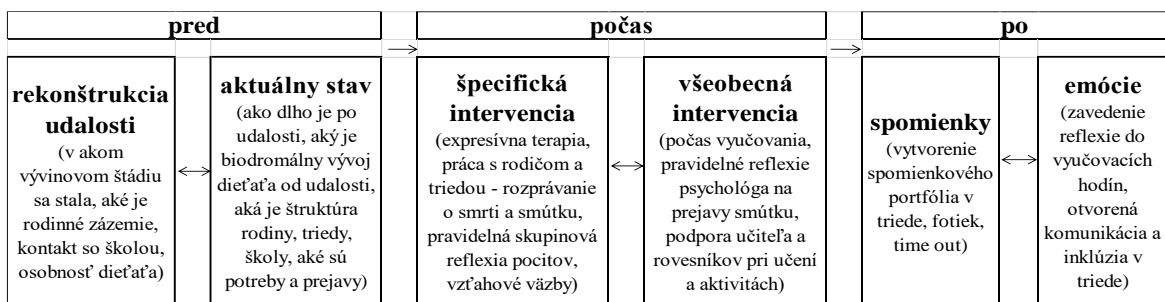 pred
počas
po
rekonštrukcia
udalosti
(v akom
vývinovom štádiu
sa stala, aké je
rodinné zázemie,
kontakt so školou,
osobnosť dieťaťa)
aktuálny stav
(ako dlho je po
udalosti, aký je
biodromálny vývoj
dieťaťa od udalosti,
aká je štruktúra
rodiny, triedy,
školy, aké sú
potreby a prejavy)
špecifická
intervencia
(expresívna terapia,
práca s rodičom a
triedou - rozprávanie
o smrti a smútku,
pravidelná skupinová
reflexia pocitov,
vzťahové väzby)
všeobecná
intervencia
(počas vyučovania,
pravidelné reflexie
psychológa na
prejavy smútku,
podpora učiteľa a
rovesníkov pri učení
a aktivitách)
spomienky
(vytvorenie
spomienkového
portfólia v
triede, fotiek,
time out)
emócie
(zavedenie
reflexie do
vyučovacích
hodín,
otvorená
komunikácia a
inklúzia v
triede)